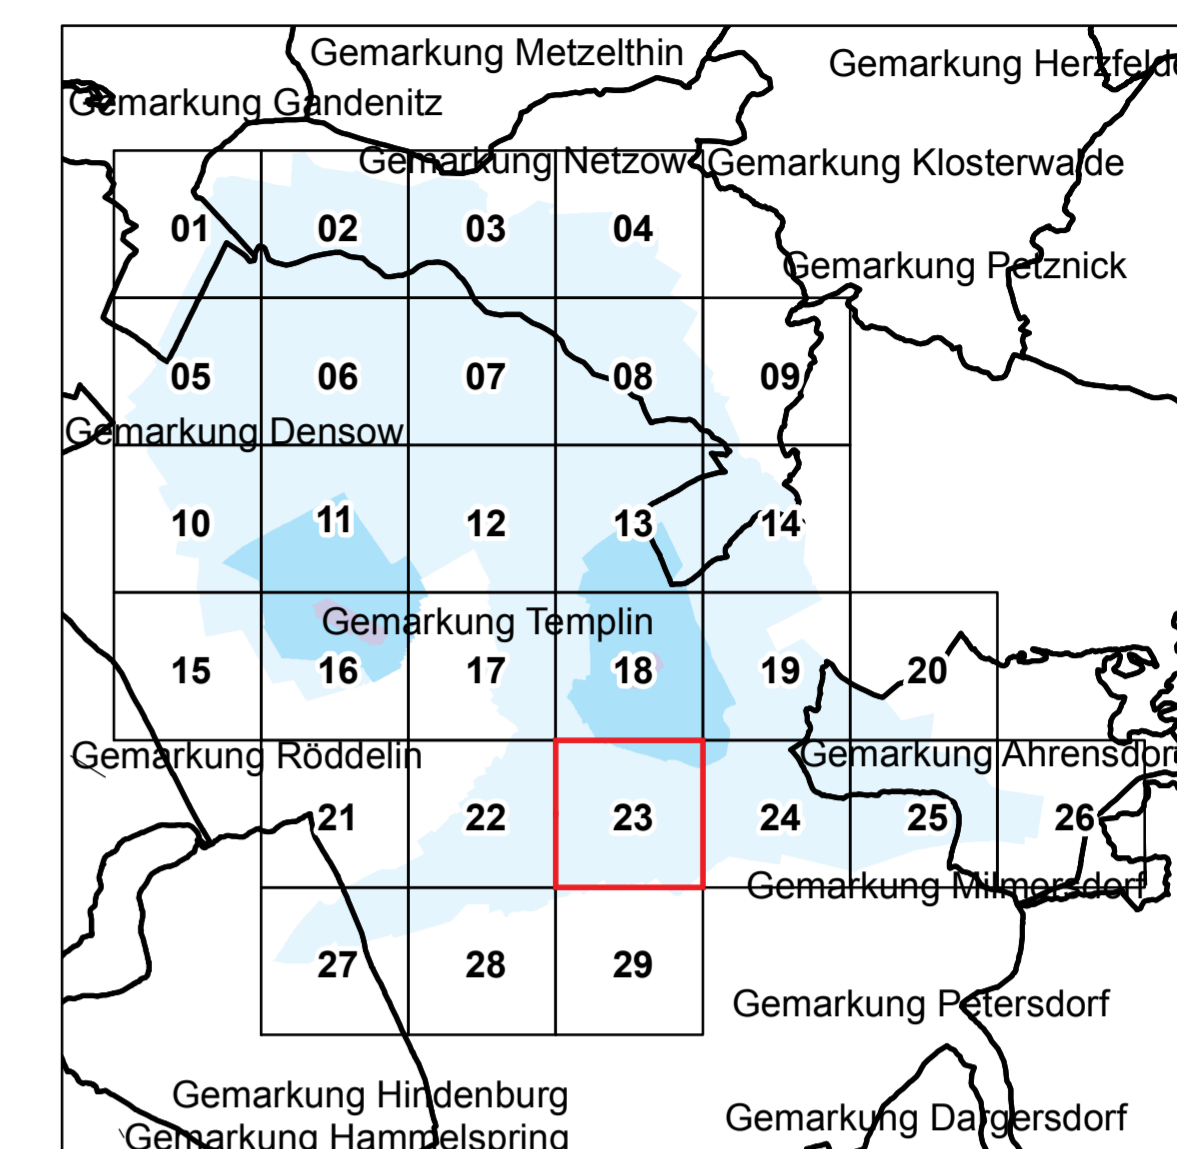 Gemarkung Metzelthin
Gemarkung Herzfelde
Gemarkung Gandenitz
Gemarkung Netzow
Gemarkung Klosterwalde
01 02 03 04
Gemarkung Petznick
05 06 07 08 09
Gemarkung Densow
10 11 12 13 14
Gemarkung Templin
15 16 17 18 19 20
Gemarkung Röddelin
Gemarkung Ahrensdorf
21 22 23 24 25 26
Gemarkung Milmersdorf
27 28 29
Gemarkung Petersdorf
Gemarkung Hindenburg
Gemarkung Dargersdorf
Gemarkung Hammelspring